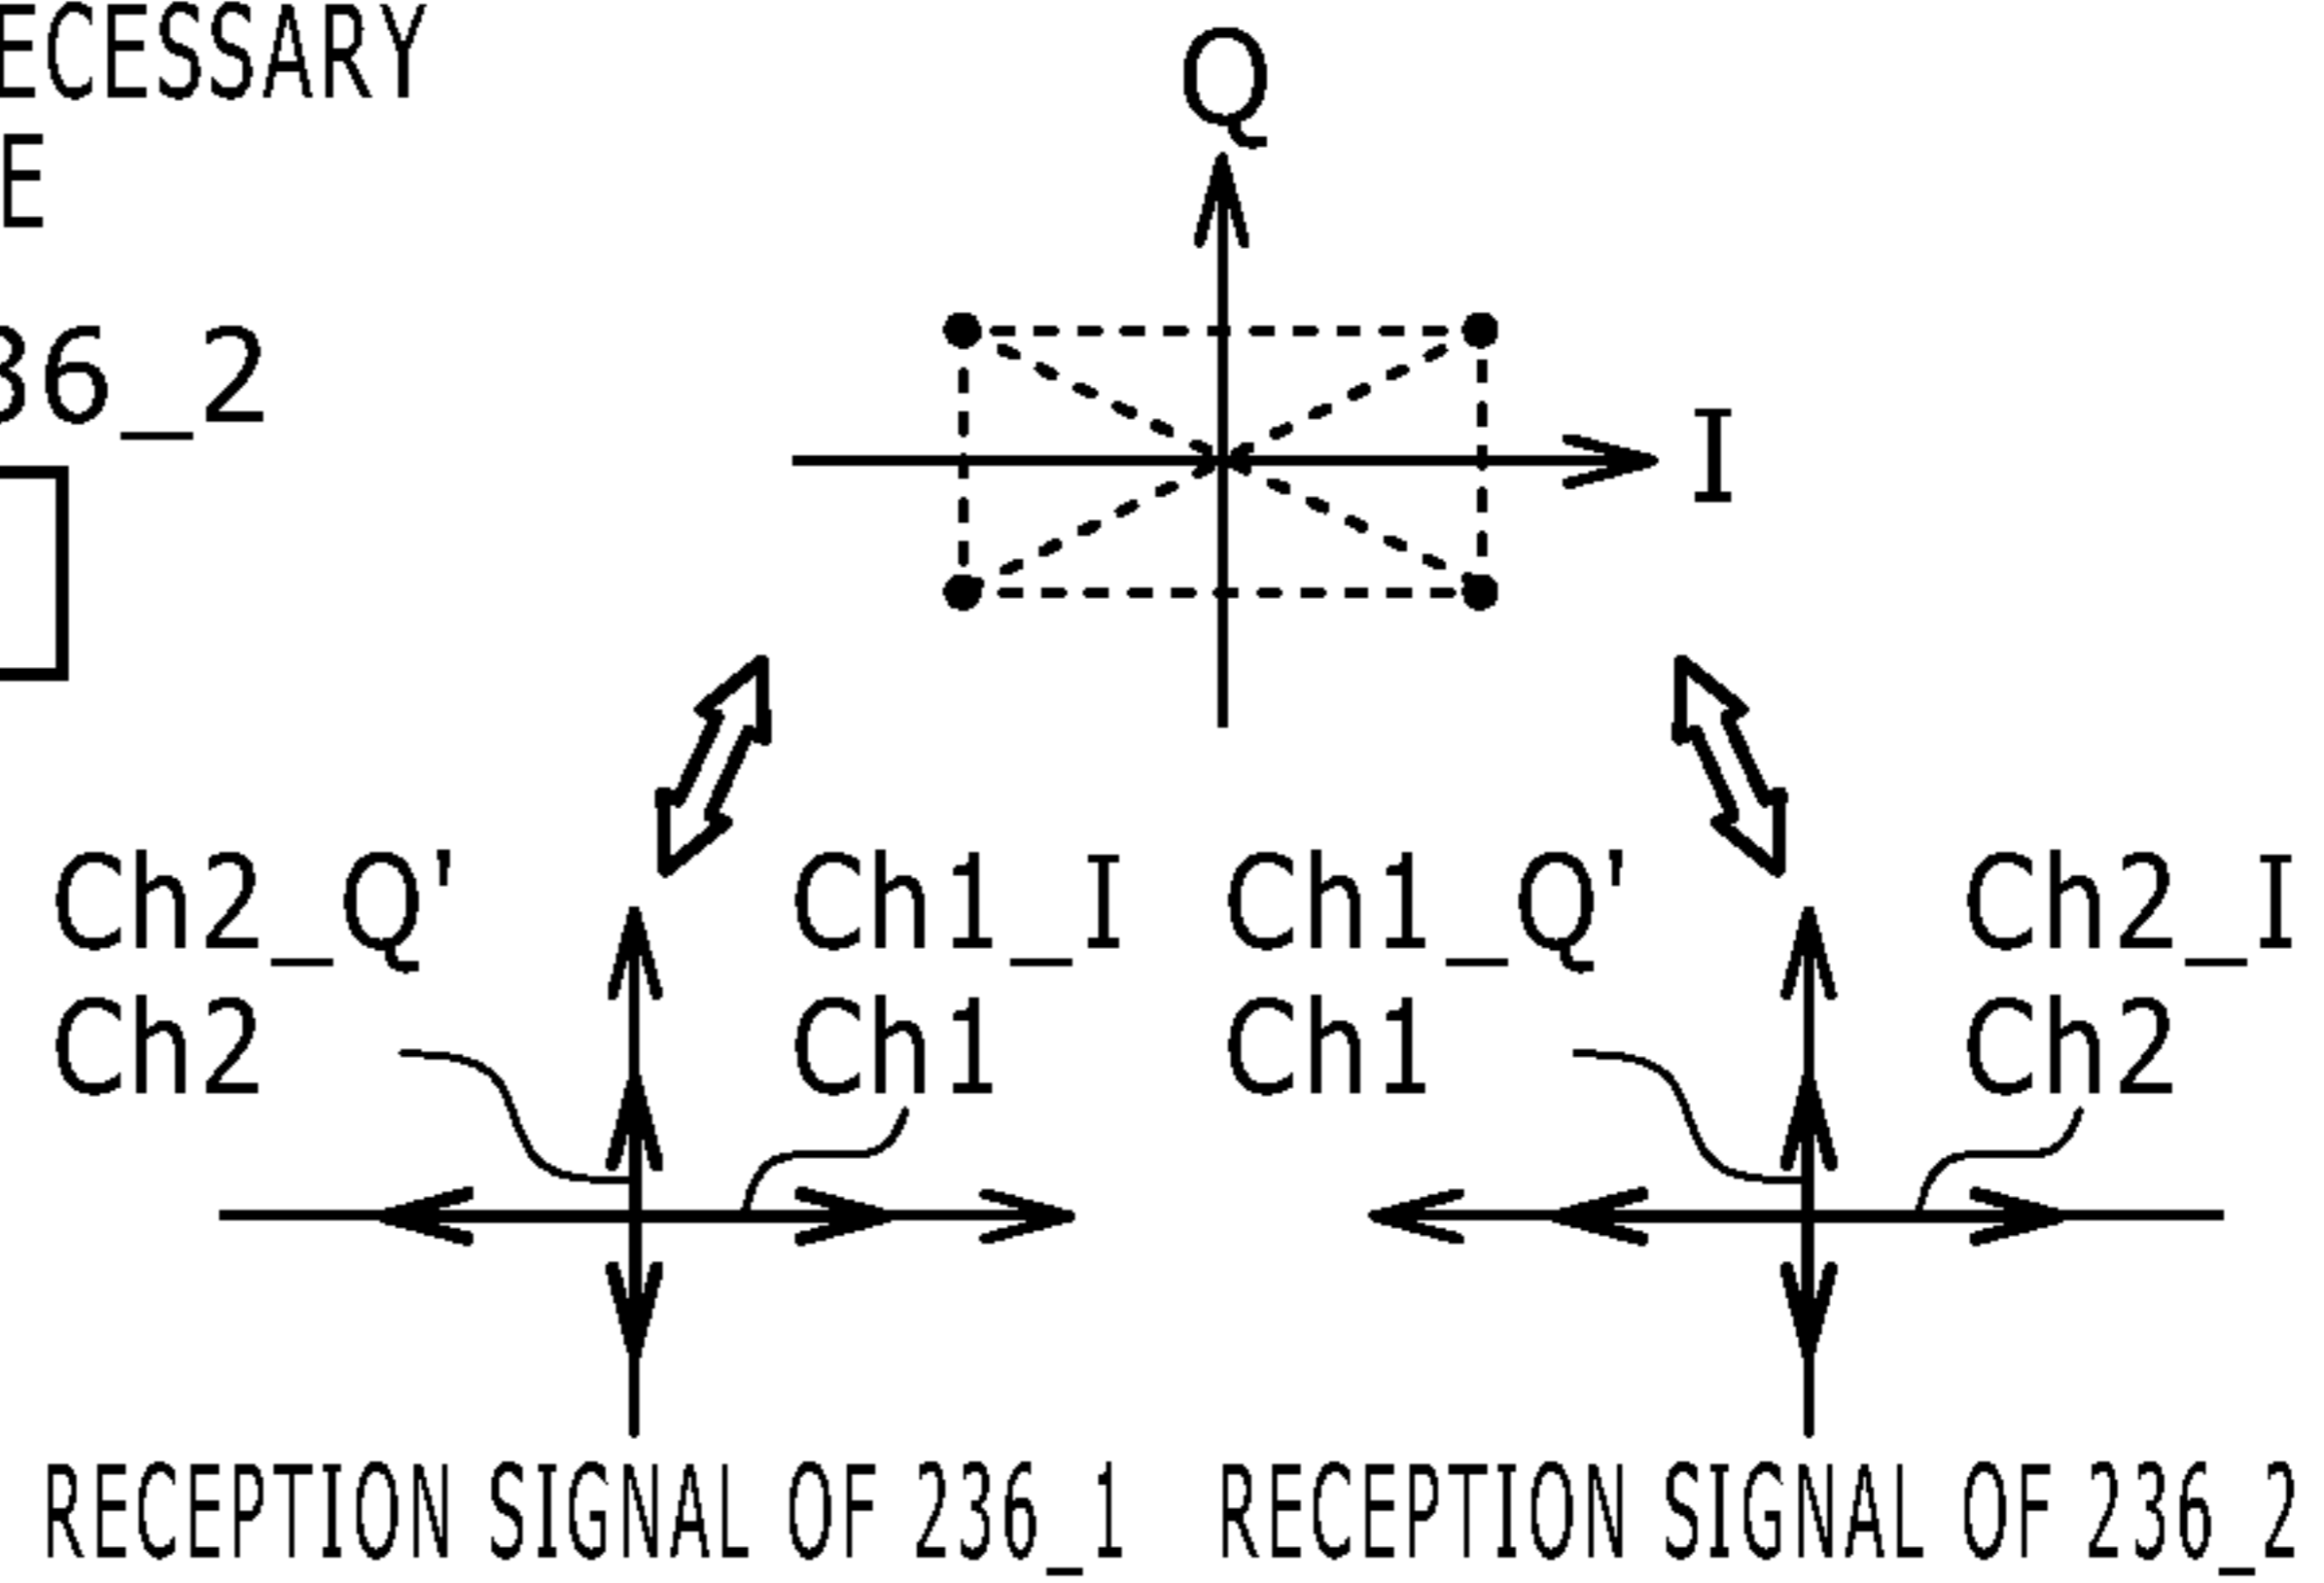 ECESSARY
E
36_2
Q
I
Ch2_Q'
Ch2
Ch1_I
Ch1
Ch1_Q'
Ch1
Ch2_I
Ch2
RECEPTION SIGNAL OF 236_1
RECEPTION SIGNAL OF 236_2